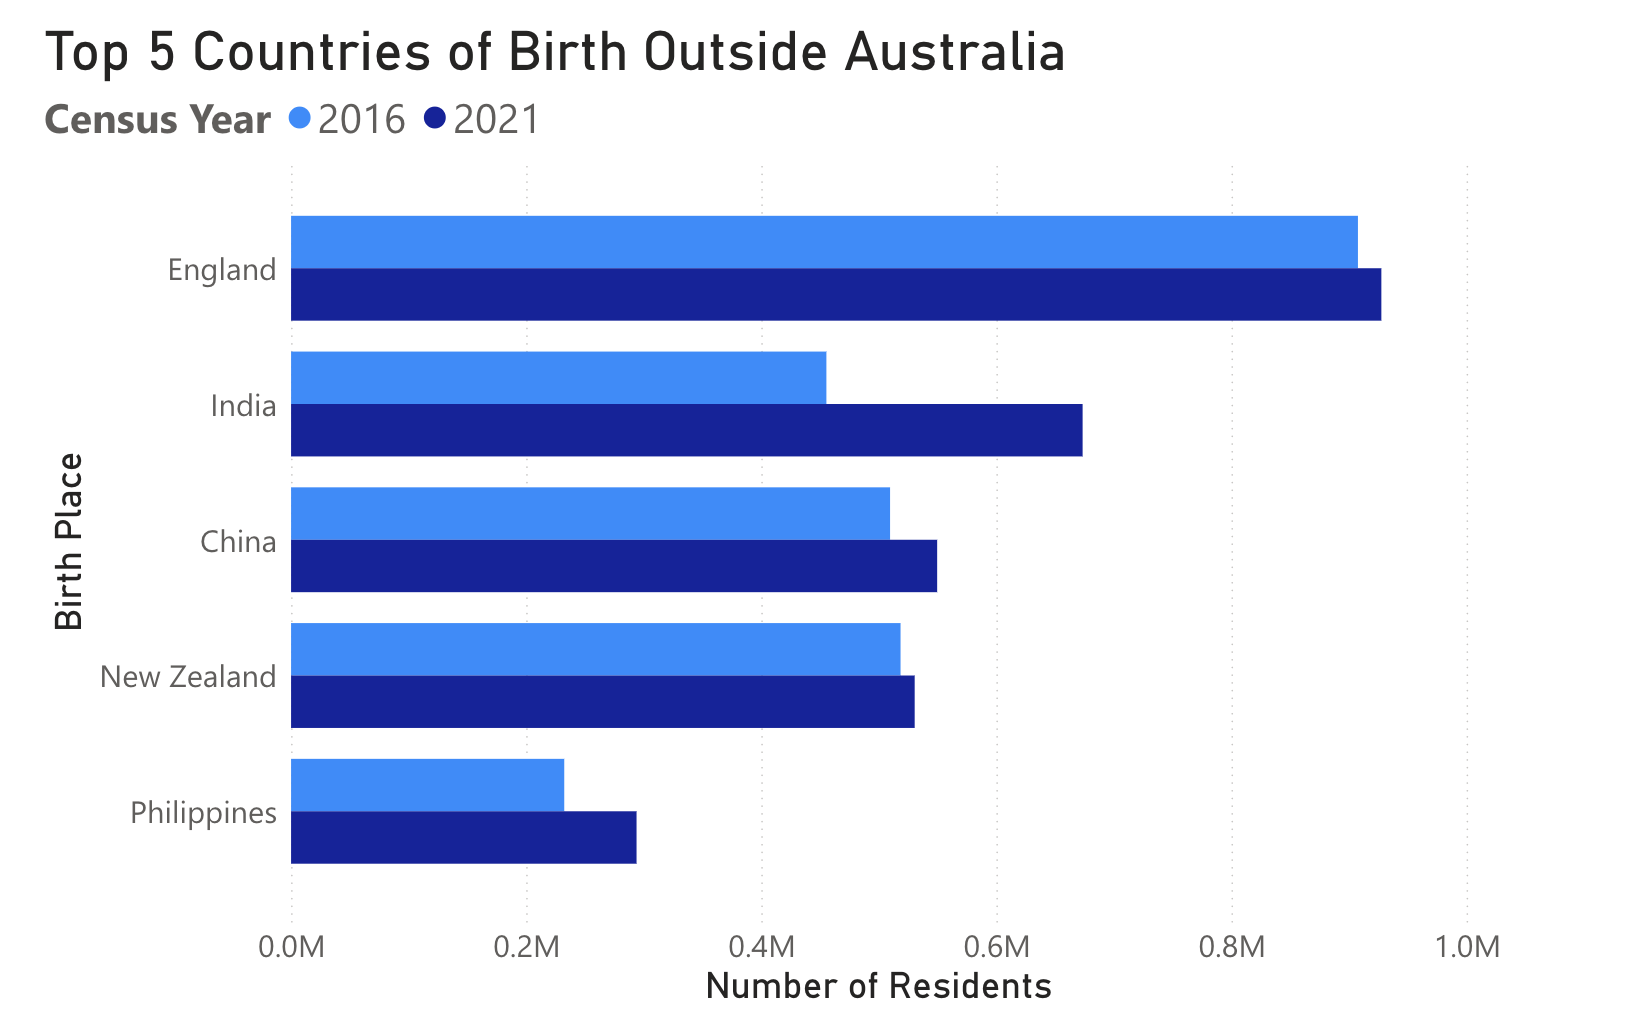 Top 5 Countries of Birth Outside Australia
Census Year 2016 2021
England
India
China
New Zealand
Philippines
Birth Place
0.0M 0.2M 0.4M 0.6M 0.8M 1.0M
Number of Residents